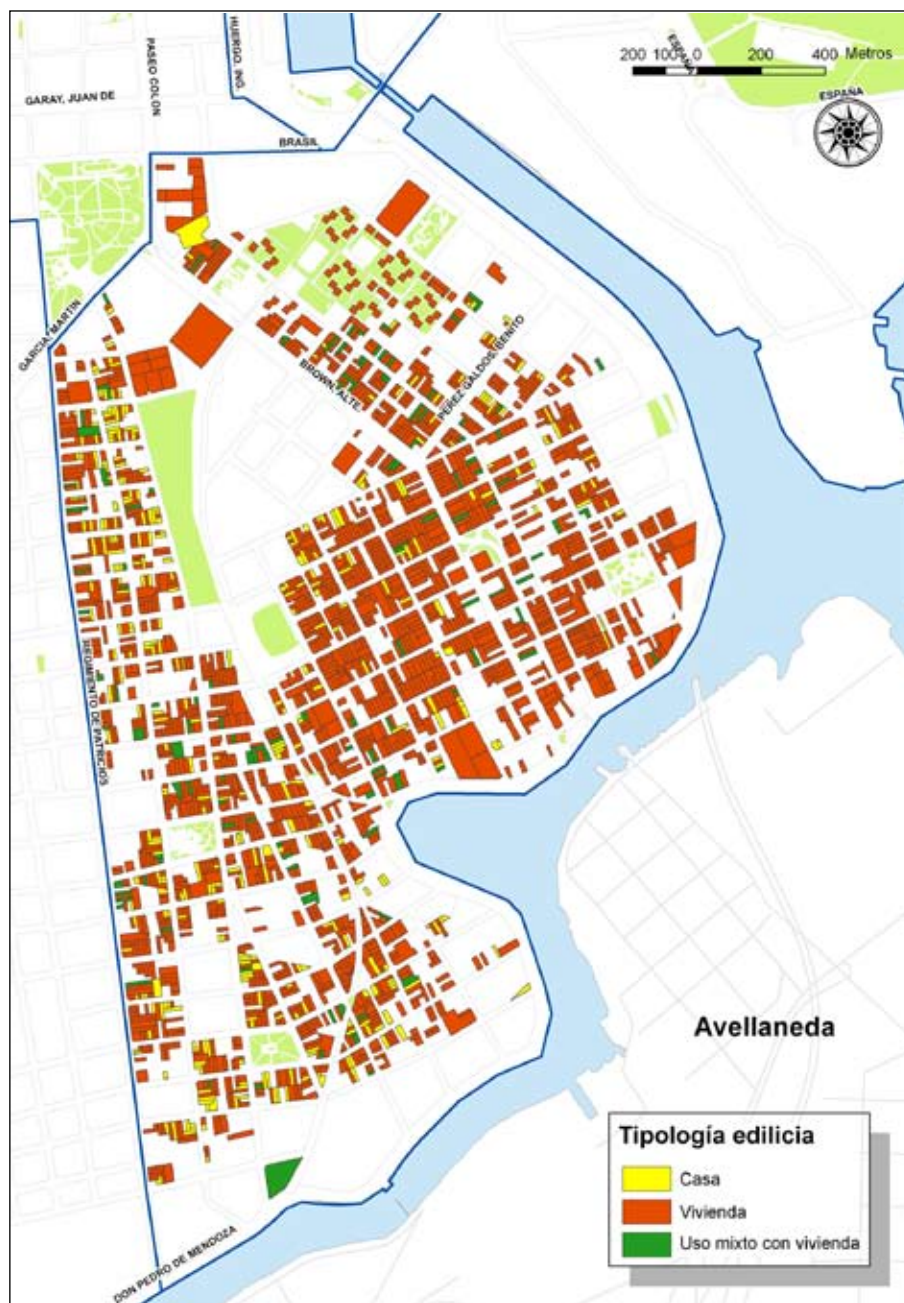 HUERGO, ING.
PASEO COLON
ESPAÑA
200 100 0 200 400 Metros
GARAY, JUAN DE
ESPAÑA
BRASIL
GARCIA, MARTIN
BROWN, ALTE.
PEREZ GALDOS, BENITO
REGIMIENTO DE PATRICIOS
Avellaneda
Tipología edilicia
Casa
Vivienda
Uso mixto con vivienda
DON PEDRO DE MENDOZA